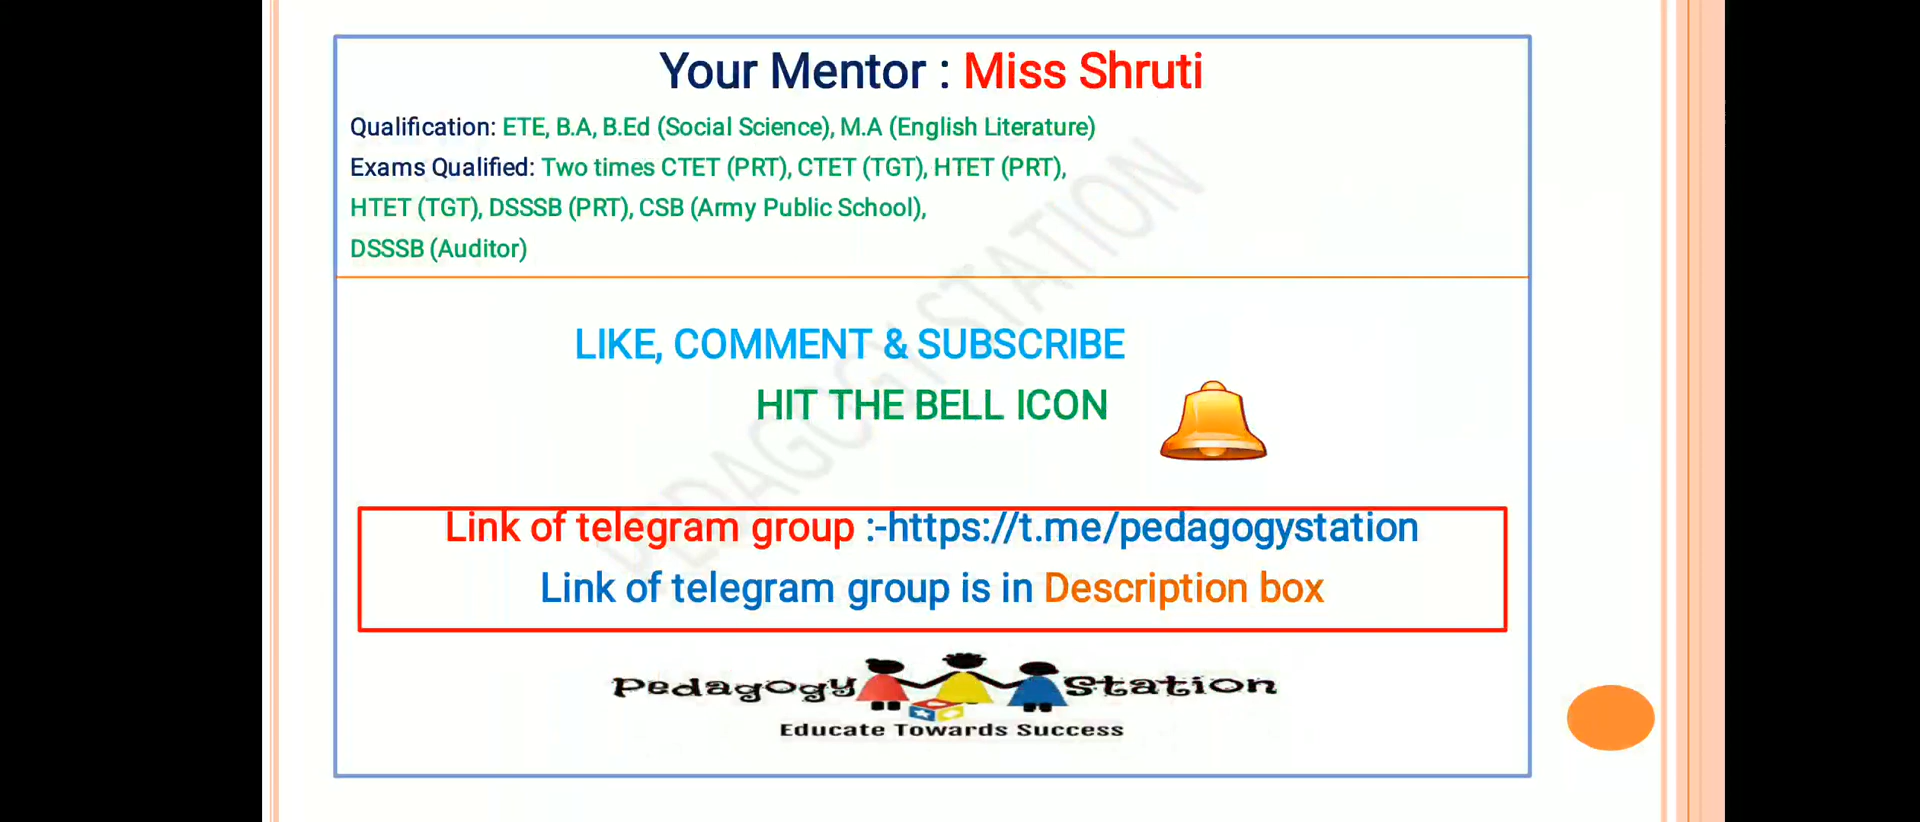 Your Mentor : Miss Shruti
Qualification: ETE, B.A, B.Ed (Social Science), M.A (English Literature)
Exams Qualified: Two times CTET (PRT), CTET (TGT), HTET (PRT),
HTET (TGT), DSSSB (PRT), CSB (Army Public School),
DSSSB (Auditor)
PEDAGOGY STATION
LIKE, COMMENT & SUBSCRIBE
HIT THE BELL ICON
Link of telegram group :-https://t.me/pedagogystation
Link of telegram group is in Description box
Pedagogy Station
Educate Towards Success